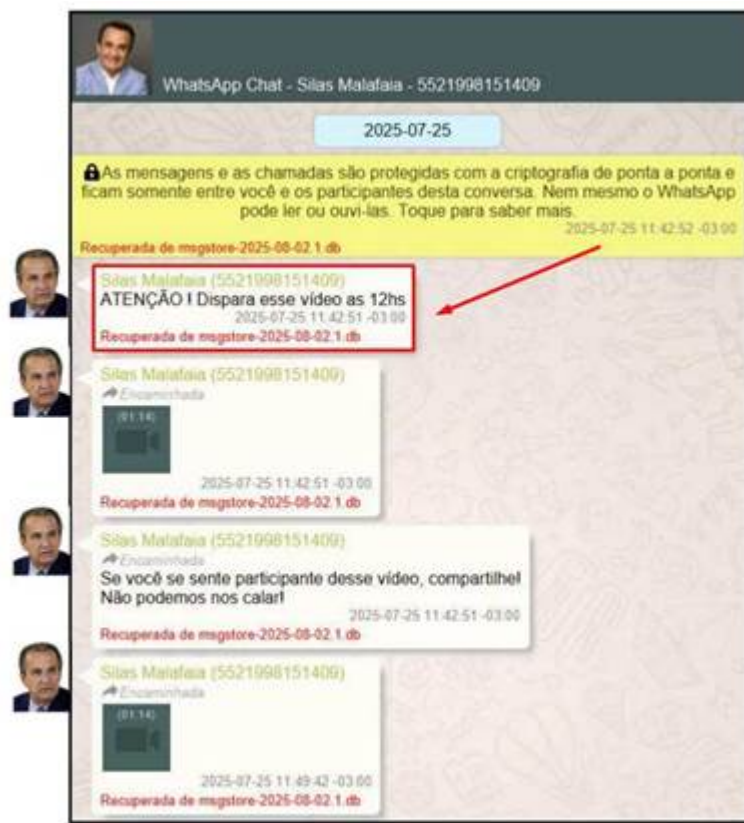 WhatsApp Chat - Silas Malafaia - 5521998151409
2025-07-25
As mensagens e as chamadas são protegidas com a criptografia de ponta a ponta e
ficam somente entre você e os participantes desta conversa. Nem mesmo o WhatsApp
pode ler ou ouvi-las. Toque para saber mais.
2025-07-25 11:42:52 -03:00
Recuperada de msgstore-2025-08-02.1.db
Silas Malafaia (5521998151409)
ATENÇÃO ! Dispara esse vídeo as 12hs
2025-07-25 11:42:51 -03:00
Recuperada de msgstore-2025-08-02.1.db
Silas Malafaia (5521998151409)
Encaminhada
(01:14)
2025-07-25 11:42:51 -03:00
Recuperada de msgstore-2025-08-02.1.db
Silas Malafaia (5521998151409)
Encaminhada
Se você se sente participante desse vídeo, compartilhe!
Não podemos nos calar!
2025-07-25 11:42:51 -03:00
Recuperada de msgstore-2025-08-02.1.db
Silas Malafaia (5521998151409)
Encaminhada
(01:14)
2025-07-25 11:49:42 -03:00
Recuperada de msgstore-2025-08-02.1.db